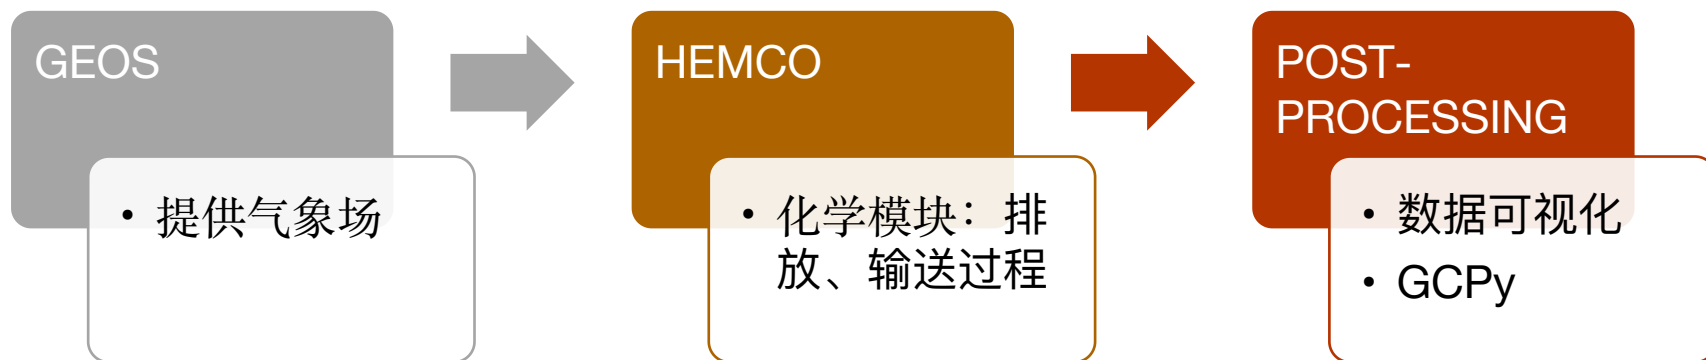 GEOS
• 提供气象场
HEMCO
• 化学模块：排
放、输送过程
POST-
PROCESSING
• 数据可视化
• GCPy